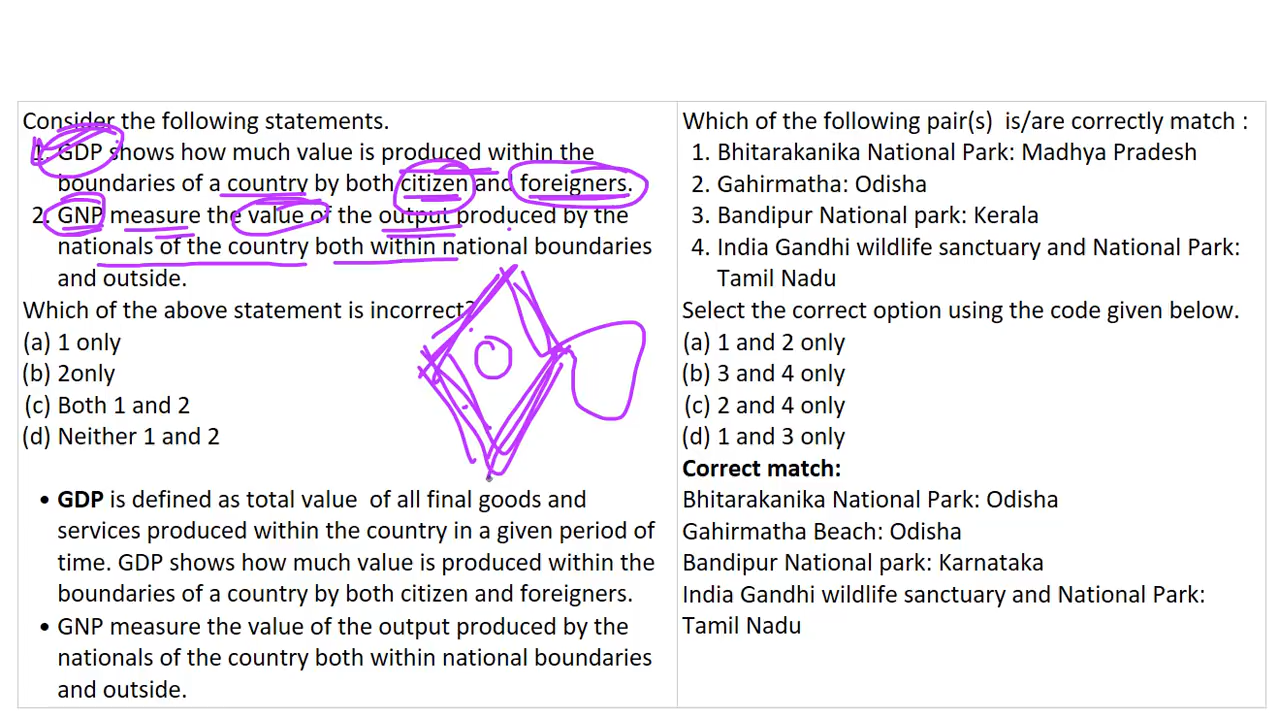 Consider the following statements.
1. GDP shows how much value is produced within the
boundaries of a country by both citizen and foreigners.
2. GNP measure the value of the output produced by the
nationals of the country both within national boundaries
and outside.
Which of the above statement is incorrect?
(a) 1 only
(b) 2only
(c) Both 1 and 2
(d) Neither 1 and 2
• GDP is defined as total value of all final goods and
services produced within the country in a given period of
time. GDP shows how much value is produced within the
boundaries of a country by both citizen and foreigners.
• GNP measure the value of the output produced by the
nationals of the country both within national boundaries
and outside.
Which of the following pair(s) is/are correctly match :
1. Bhitarakanika National Park: Madhya Pradesh
2. Gahirmatha: Odisha
3. Bandipur National park: Kerala
4. India Gandhi wildlife sanctuary and National Park:
Tamil Nadu
Select the correct option using the code given below.
(a) 1 and 2 only
(b) 3 and 4 only
(c) 2 and 4 only
(d) 1 and 3 only
Correct match:
Bhitarakanika National Park: Odisha
Gahirmatha Beach: Odisha
Bandipur National park: Karnataka
India Gandhi wildlife sanctuary and National Park:
Tamil Nadu